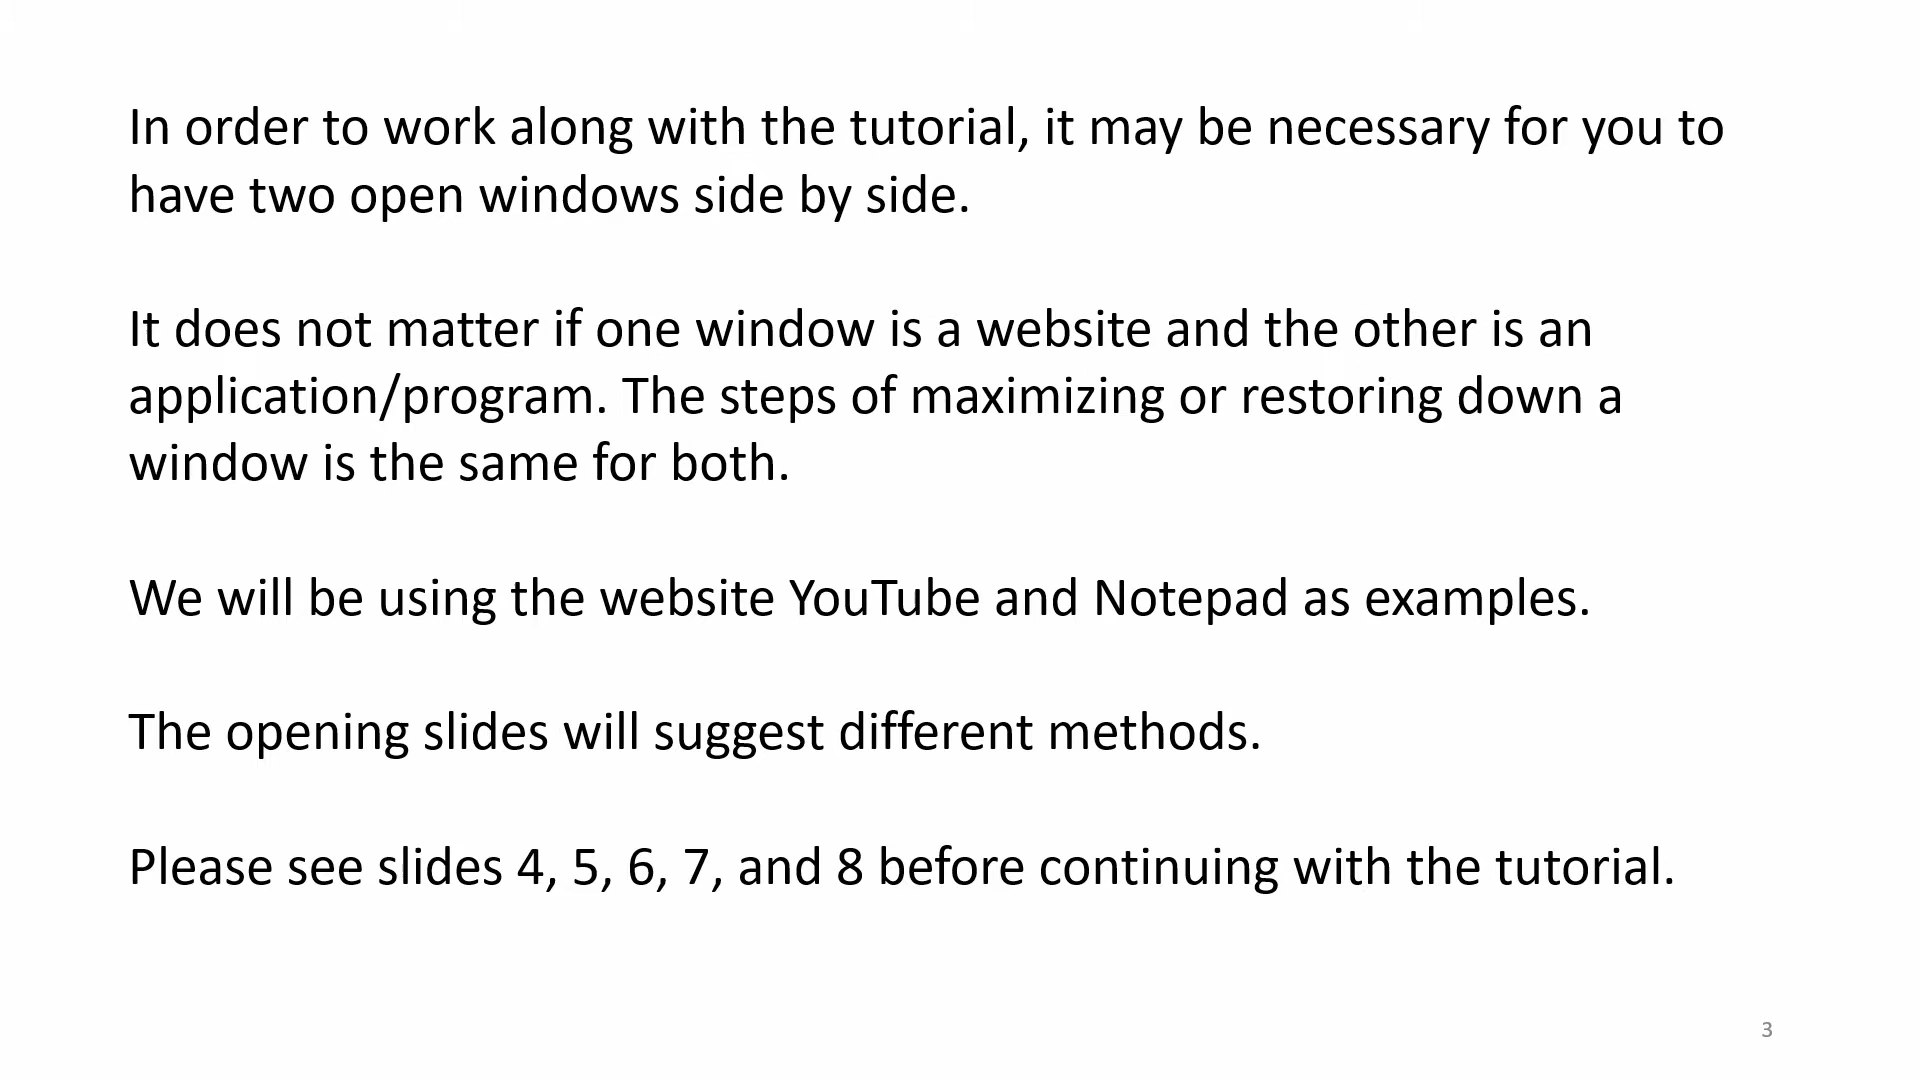 In order to work along with the tutorial, it may be necessary for you to
have two open windows side by side.
It does not matter if one window is a website and the other is an
application/program. The steps of maximizing or restoring down a
window is the same for both.
We will be using the website YouTube and Notepad as examples.
The opening slides will suggest different methods.
Please see slides 4, 5, 6, 7, and 8 before continuing with the tutorial.
3